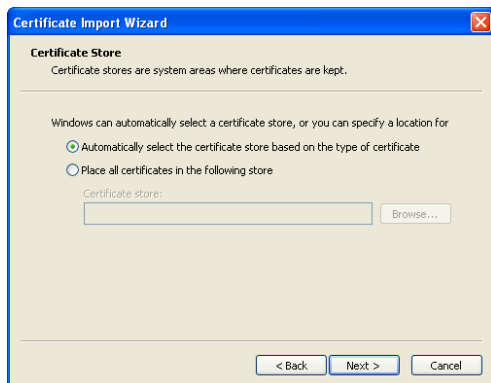 Certificate Import Wizard
Certificate Store
Certificate stores are system areas where certificates are kept.
Windows can automatically select a certificate store, or you can specify a location for
Automatically select the certificate store based on the type of certificate
Place all certificates in the following store
Certificate store:
Browse...
< Back Next > Cancel